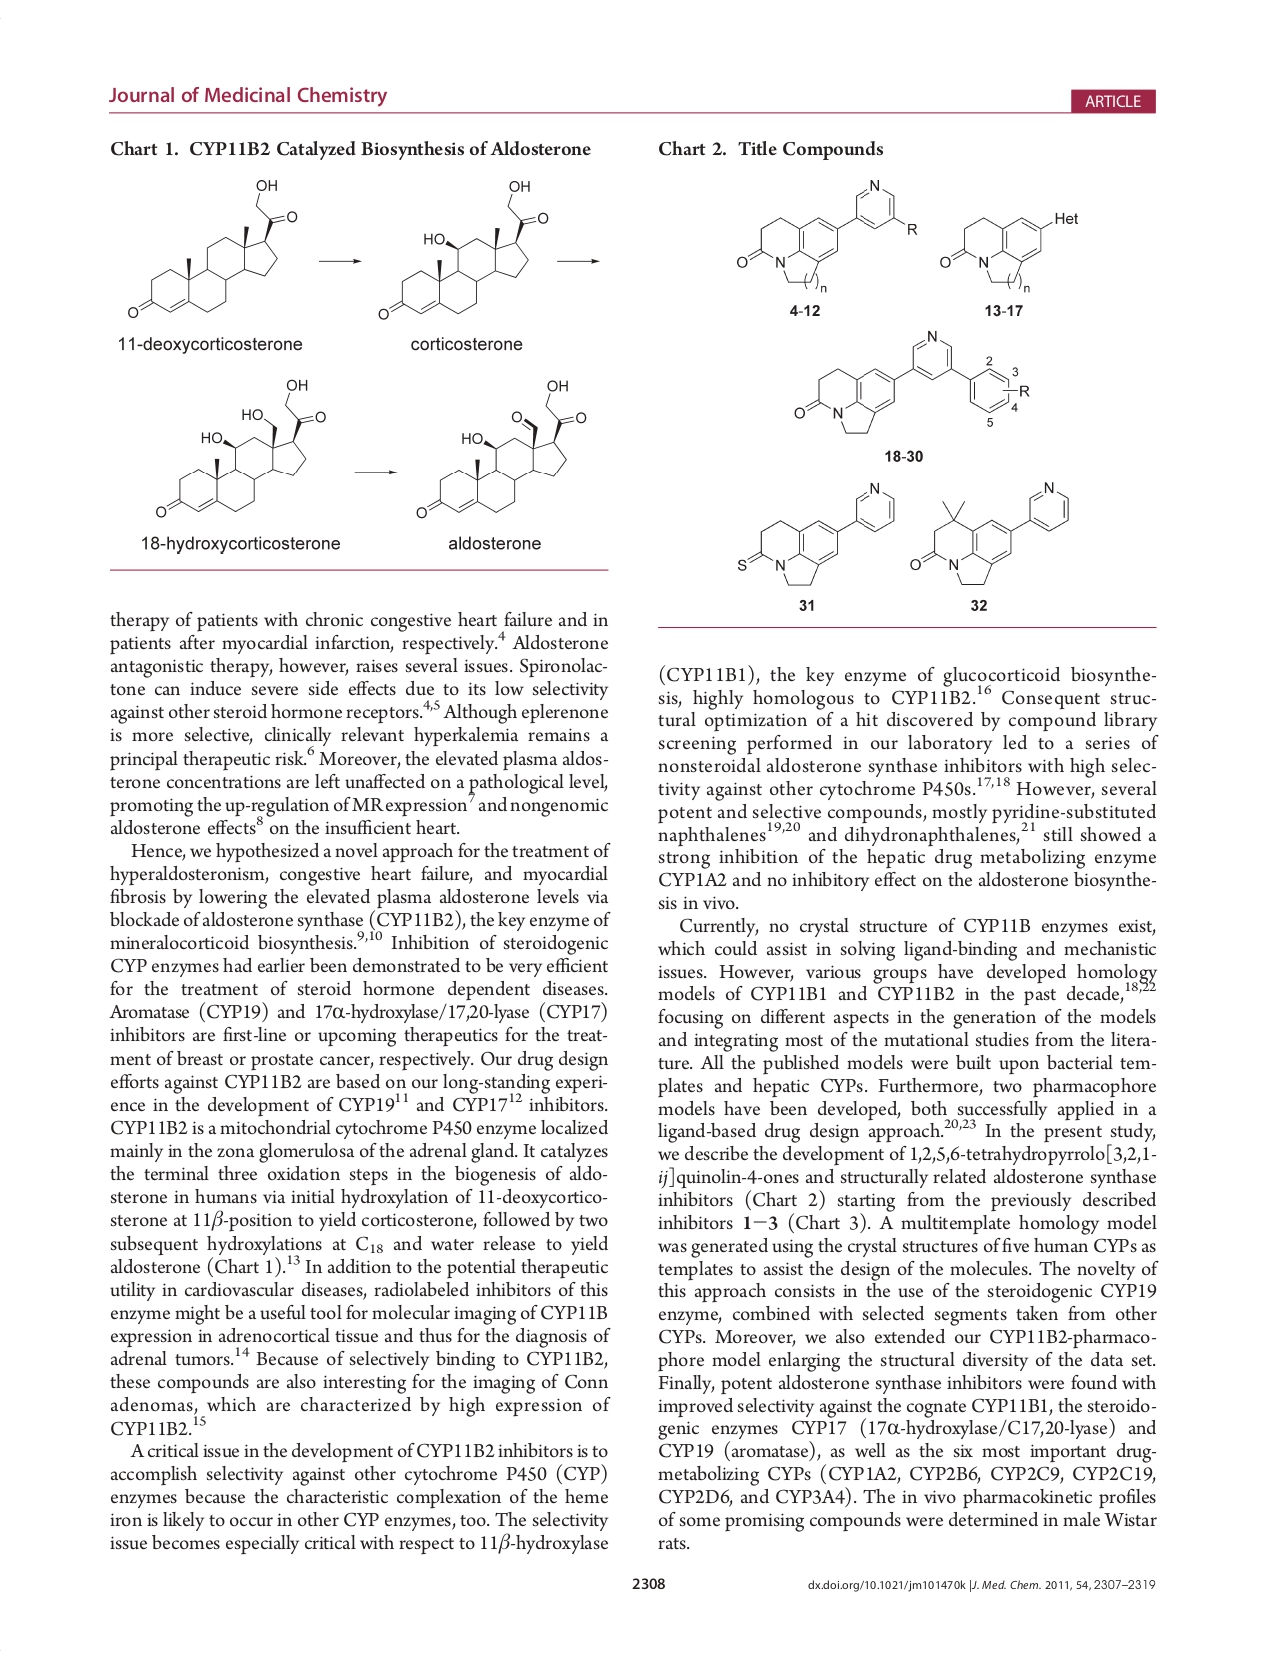 Journal of Medicinal Chemistry
ARTICLE
Chart 1. CYP11B2 Catalyzed Biosynthesis of Aldosterone
OH
O
O
11-deoxycorticosterone
OH
O
HO
O
corticosterone
OH
HO
O
HO
O
18-hydroxycorticosterone
OH
O
O
HO
O
aldosterone
therapy of patients with chronic congestive heart failure and in
patients after myocardial infarction, respectively.4 Aldosterone
antagonistic therapy, however, raises several issues. Spironolac-
tone can induce severe side effects due to its low selectivity
against other steroid hormone receptors.4,5 Although eplerenone
is more selective, clinically relevant hyperkalemia remains a
principal therapeutic risk.6 Moreover, the elevated plasma aldos-
terone concentrations are left unaffected on a pathological level,
promoting the up-regulation of MR expression7 and nongenomic
aldosterone effects8 on the insufficient heart.
Hence, we hypothesized a novel approach for the treatment of
hyperaldosteronism, congestive heart failure, and myocardial
fibrosis by lowering the elevated plasma aldosterone levels via
blockade of aldosterone synthase (CYP11B2), the key enzyme of
mineralocorticoid biosynthesis.9,10 Inhibition of steroidogenic
CYP enzymes had earlier been demonstrated to be very efficient
for the treatment of steroid hormone dependent diseases.
Aromatase (CYP19) and 17α-hydroxylase/17,20-lyase (CYP17)
inhibitors are first-line or upcoming therapeutics for the treat-
ment of breast or prostate cancer, respectively. Our drug design
efforts against CYP11B2 are based on our long-standing experi-
ence in the development of CYP1911 and CYP1712 inhibitors.
CYP11B2 is a mitochondrial cytochrome P450 enzyme localized
mainly in the zona glomerulosa of the adrenal gland. It catalyzes
the terminal three oxidation steps in the biogenesis of aldo-
sterone in humans via initial hydroxylation of 11-deoxycortico-
sterone at 11β-position to yield corticosterone, followed by two
subsequent hydroxylations at C18 and water release to yield
aldosterone (Chart 1).13 In addition to the potential therapeutic
utility in cardiovascular diseases, radiolabeled inhibitors of this
enzyme might be a useful tool for molecular imaging of CYP11B
expression in adrenocortical tissue and thus for the diagnosis of
adrenal tumors.14 Because of selectively binding to CYP11B2,
these compounds are also interesting for the imaging of Conn
adenomas, which are characterized by high expression of
CYP11B2.15
A critical issue in the development of CYP11B2 inhibitors is to
accomplish selectivity against other cytochrome P450 (CYP)
enzymes because the characteristic complexation of the heme
iron is likely to occur in other CYP enzymes, too. The selectivity
issue becomes especially critical with respect to 11β-hydroxylase
Chart 2. Title Compounds
N
R
O
N
( )n
4-12
Het
O
N
( )n
13-17
N
2
3
R
4
5
O
N
18-30
N
S
N
31
N
O
N
32
(CYP11B1), the key enzyme of glucocorticoid biosynthe-
sis, highly homologous to CYP11B2.16 Consequent struc-
tural optimization of a hit discovered by compound library
screening performed in our laboratory led to a series of
nonsteroidal aldosterone synthase inhibitors with high selec-
tivity against other cytochrome P450s.17,18 However, several
potent and selective compounds, mostly pyridine-substituted
naphthalenes19,20 and dihydronaphthalenes,21 still showed a
strong inhibition of the hepatic drug metabolizing enzyme
CYP1A2 and no inhibitory effect on the aldosterone biosynthe-
sis in vivo.
Currently, no crystal structure of CYP11B enzymes exist,
which could assist in solving ligand-binding and mechanistic
issues. However, various groups have developed homology
models of CYP11B1 and CYP11B2 in the past decade,18,22
focusing on different aspects in the generation of the models
and integrating most of the mutational studies from the litera-
ture. All the published models were built upon bacterial tem-
plates and hepatic CYPs. Furthermore, two pharmacophore
models have been developed, both successfully applied in a
ligand-based drug design approach.20,23 In the present study,
we describe the development of 1,2,5,6-tetrahydropyrrolo[3,2,1-
ij]quinolin-4-ones and structurally related aldosterone synthase
inhibitors (Chart 2) starting from the previously described
inhibitors 1−3 (Chart 3). A multitemplate homology model
was generated using the crystal structures of five human CYPs as
templates to assist the design of the molecules. The novelty of
this approach consists in the use of the steroidogenic CYP19
enzyme, combined with selected segments taken from other
CYPs. Moreover, we also extended our CYP11B2-pharmaco-
phore model enlarging the structural diversity of the data set.
Finally, potent aldosterone synthase inhibitors were found with
improved selectivity against the cognate CYP11B1, the steroido-
genic enzymes CYP17 (17α-hydroxylase/C17,20-lyase) and
CYP19 (aromatase), as well as the six most important drug-
metabolizing CYPs (CYP1A2, CYP2B6, CYP2C9, CYP2C19,
CYP2D6, and CYP3A4). The in vivo pharmacokinetic profiles
of some promising compounds were determined in male Wistar
rats.
2308
dx.doi.org/10.1021/jm101470k |J. Med. Chem. 2011, 54, 2307–2319